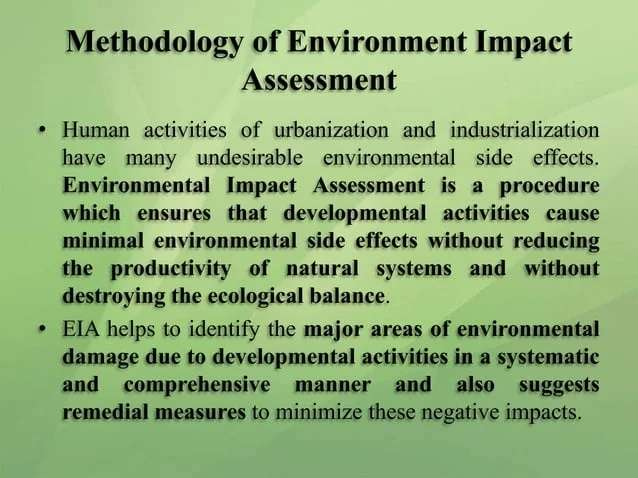 Methodology of Environment Impact
Assessment
• Human activities of urbanization and industrialization
have many undesirable environmental side effects.
Environmental Impact Assessment is a procedure
which ensures that developmental activities cause
minimal environmental side effects without reducing
the productivity of natural systems and without
destroying the ecological balance.
• EIA helps to identify the major areas of environmental
damage due to developmental activities in a systematic
and comprehensive manner and also suggests
remedial measures to minimize these negative impacts.